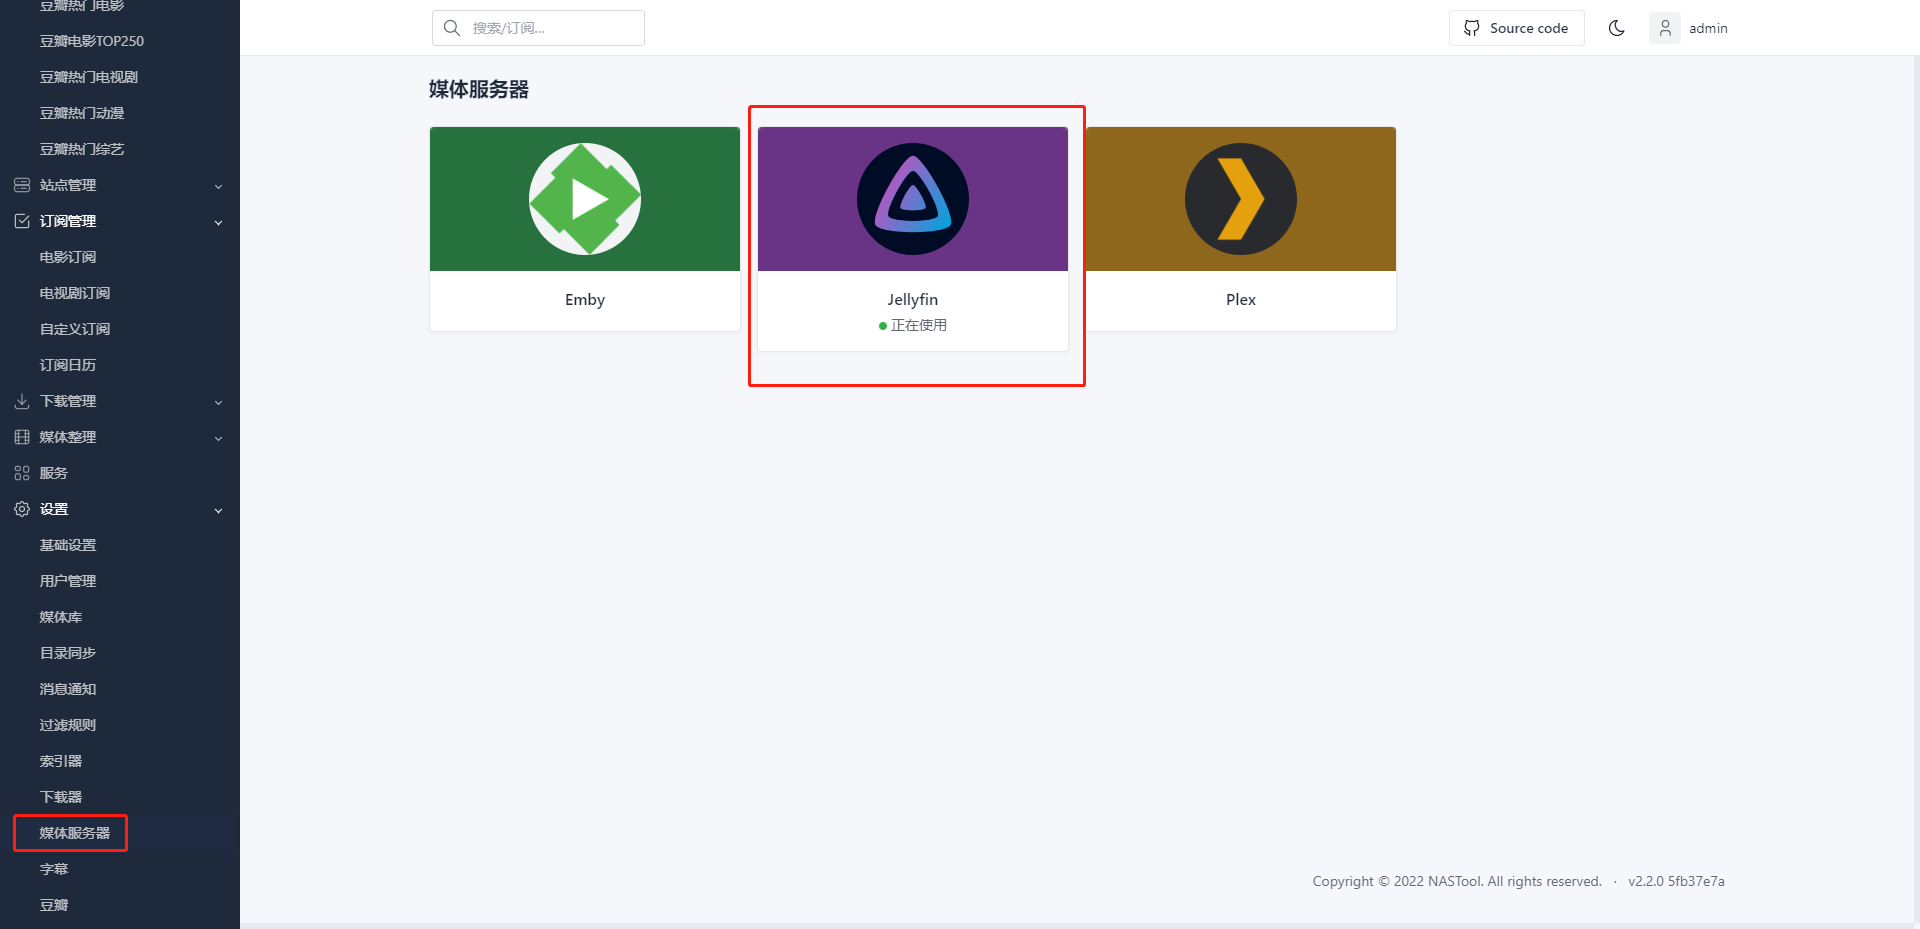 豆瓣热门电影
豆瓣电影TOP250
豆瓣热门电视剧
豆瓣热门动漫
豆瓣热门综艺
站点管理
订阅管理
电影订阅
电视剧订阅
自定义订阅
订阅日历
下载管理
媒体整理
服务
设置
基础设置
用户管理
媒体库
目录同步
消息通知
过滤规则
索引器
下载器
媒体服务器
字幕
豆瓣
搜索/订阅...
Source code
admin
媒体服务器
Emby
Jellyfin
正在使用
Plex
Copyright © 2022 NASTool. All rights reserved. · v2.2.0 5fb37e7a